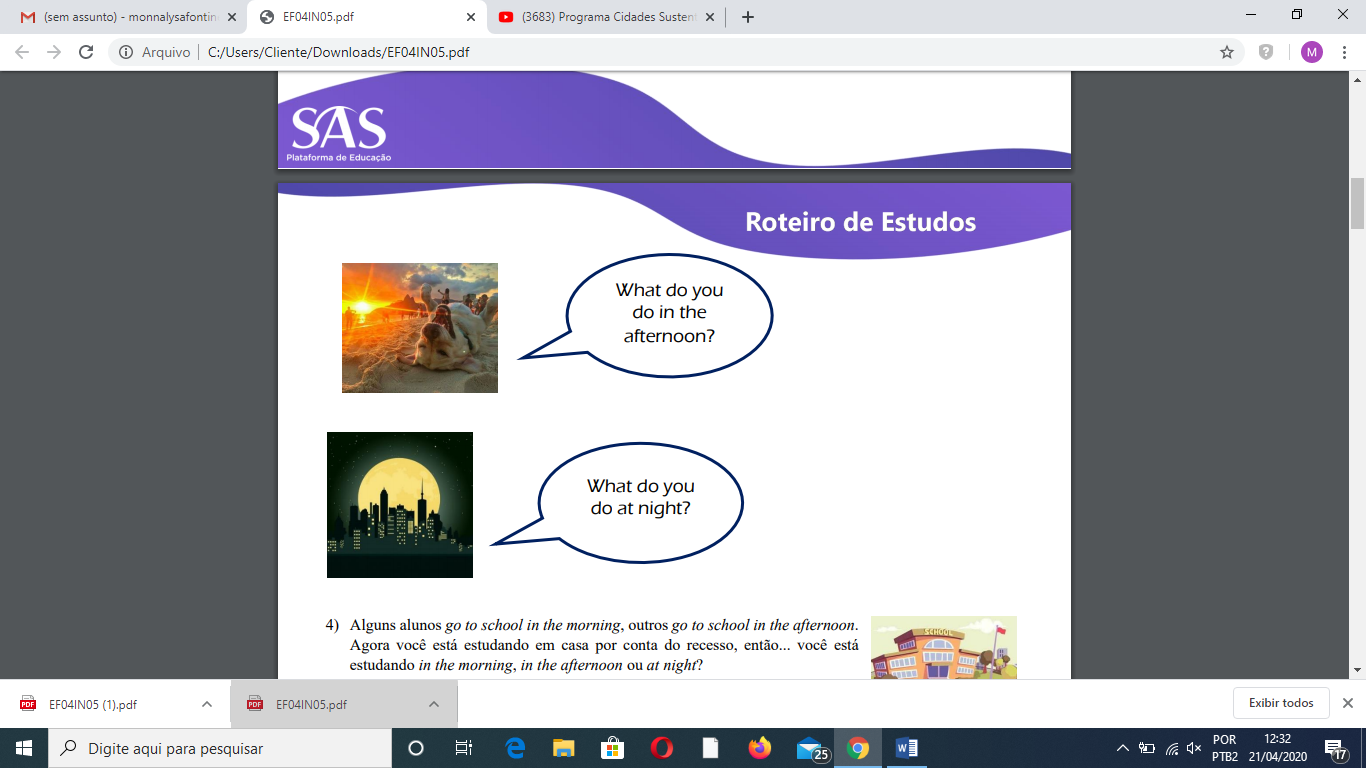 (sem assunto) - monnalysafontin
EF04IN05.pdf
(3683) Programa Cidades Susten
Arquivo
C:/Users/Cliente/Downloads/EF04IN05.pdf
M
SAS
Plataforma de Educação
Roteiro de Estudos
What do you
do in the
afternoon?
What do you
do at night?
4) Alguns alunos go to school in the morning, outros go to school in the afternoon.
Agora você está estudando em casa por conta do recesso, então... você está
estudando in the morning, in the afternoon ou at night?
SCHOOL
EF04IN05 (1).pdf
EF04IN05.pdf
Exibir todos
Digite aqui para pesquisar
25
POR
PTB2
12:32
21/04/2020
17